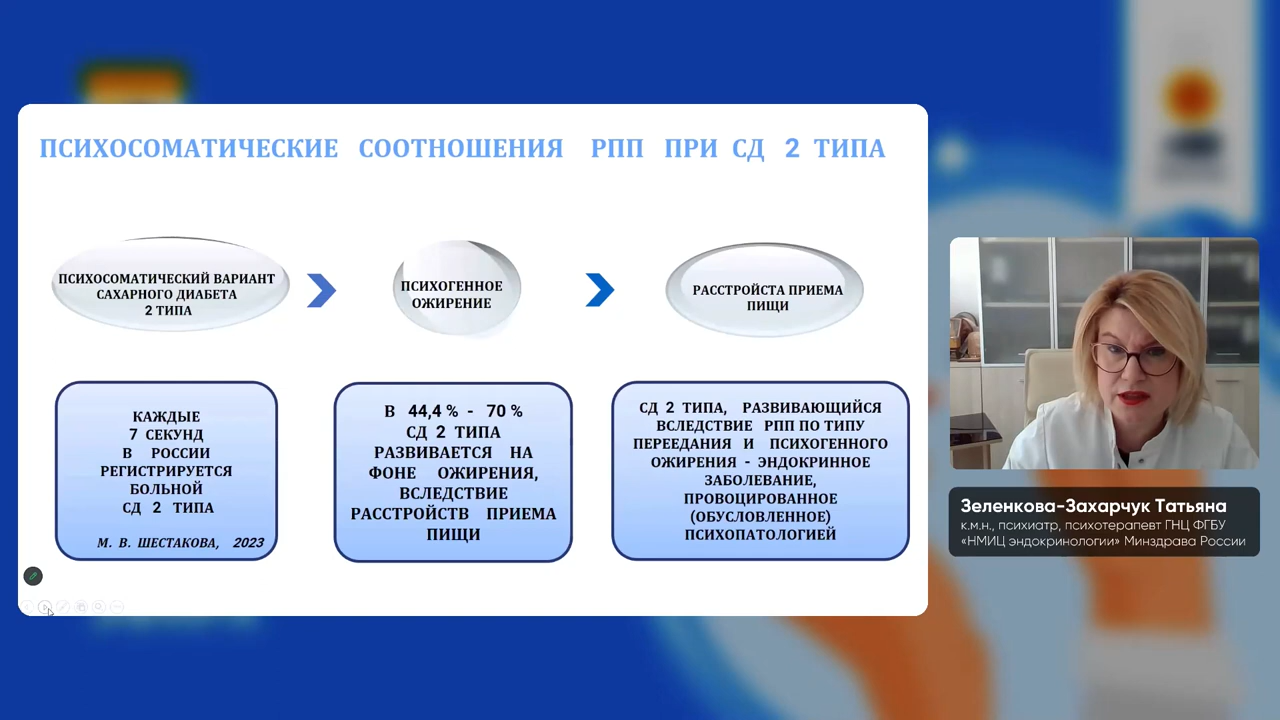 ПСИХОСОМАТИЧЕСКИЕ СООТНОШЕНИЯ РПП ПРИ СД 2 ТИПА
ПСИХОСОМАТИЧЕСКИЙ ВАРИАНТ
САХАРНОГО ДИАБЕТА
2 ТИПА
ПСИХОГЕННОЕ
ОЖИРЕНИЕ
РАССТРОЙСТА ПРИЕМА
ПИЩИ
КАЖДЫЕ
7 СЕКУНД
В РОССИИ
РЕГИСТРИРУЕТСЯ
БОЛЬНОЙ
СД 2 ТИПА
М. В. ШЕСТАКОВА, 2023
В 44,4 % - 70 %
СД 2 ТИПА
РАЗВИВАЕТСЯ НА
ФОНЕ ОЖИРЕНИЯ,
ВСЛЕДСТВИЕ
РАССТРОЙСТВ ПРИЕМА
ПИЩИ
СД 2 ТИПА, РАЗВИВАЮЩИЙСЯ
ВСЛЕДСТВИЕ РПП ПО ТИПУ
ПЕРЕЕДАНИЯ И ПСИХОГЕННОГО
ОЖИРЕНИЯ - ЭНДОКРИННОЕ
ЗАБОЛЕВАНИЕ,
ПРОВОЦИРОВАННОЕ
(ОБУСЛОВЛЕННОЕ)
ПСИХОПАТОЛОГИЕЙ
Зеленкова-Захарчук Татьяна
к.м.н., психиатр, психотерапевт ГНЦ ФГБУ
«НМИЦ эндокринологии» Минздрава России